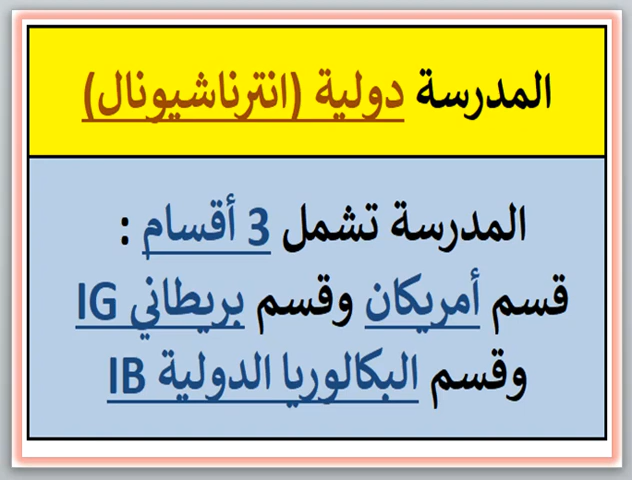 المدرسة دولية (انترناشيونال)
المدرسة تشمل 3 أقسام :
قسم أمريكان وقسم بريطاني IG
وقسم البكالوريا الدولية IB